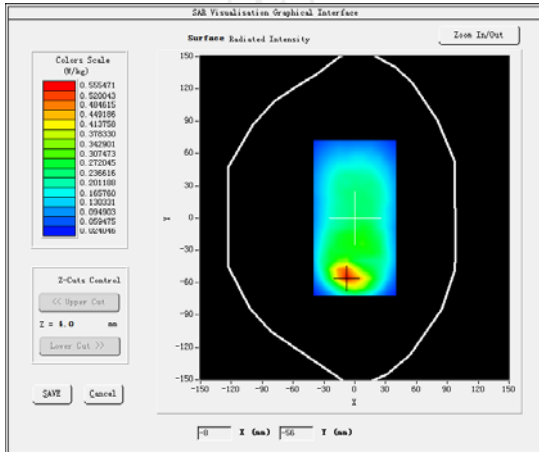 SAR Visualisation Graphical Interface
Surface Radiated Intensity
Zoom In/Out
Colors Scale
(W/kg)
0.555471
0.520043
0.484615
0.449186
0.413758
0.378330
0.342901
0.307473
0.272045
0.236616
0.201188
0.165760
0.130331
0.094903
0.059475
0.024046
150
120
90
60
30
0
-30
-60
-90
-120
-150
Y
-150 -120 -90 -60 -30 0 30 60 90 120 150
X
Z-Cuts Control
<< Upper Cut
Z = 4.0 mm
Lower Cut >>
SAVE Cancel
-8 X (mm) -56 Y (mm)